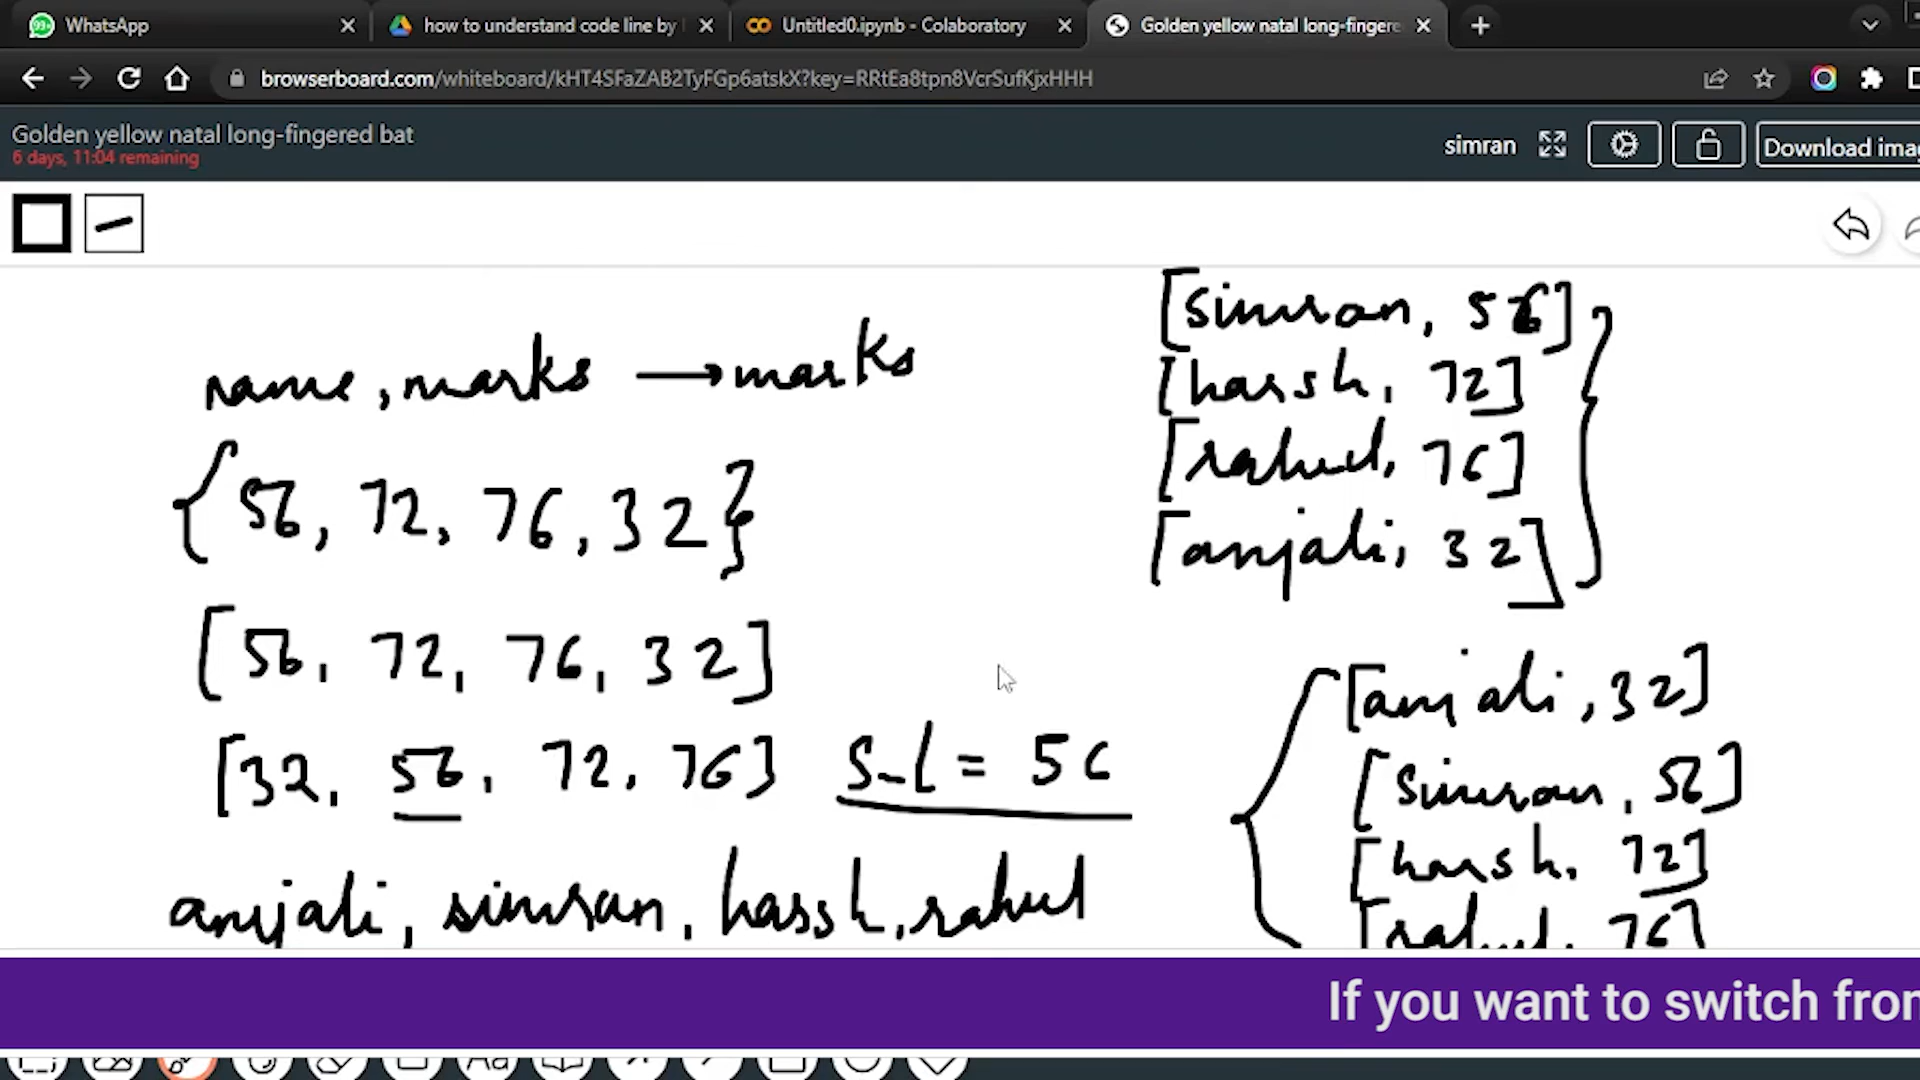 WhatsApp
how to understand code line by
Untitled0.ipynb - Colaboratory
Golden yellow natal long-fingere
browserboard.com/whiteboard/kHT4SFaZAB2TyFGp6atskX?key=RRtEa8tpn8VcrSufKjxHHH
Golden yellow natal long-fingered bat
6 days, 11:04 remaining
simran
Download imag
name, marks → marks
{56, 72, 76, 32}
[56, 72, 76, 32]
[32, 56, 72, 76] S-l = 56
anjali, simran, harsh, rahul
[simran, 56]
[harsh, 72]
[rahul, 76]
[anjali, 32]
[anjali, 32]
[simran, 56]
[harsh, 72]
[rahul, 76]
If you want to switch fron
Aa